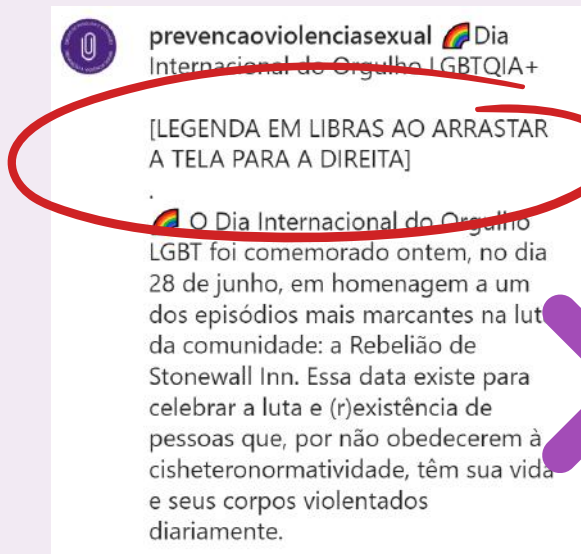 prevencaoviolenciasexual 🌈Dia
Internacional do Orgulho LGBTQIA+
[LEGENDA EM LIBRAS AO ARRASTAR
A TELA PARA A DIREITA]
.
🌈 O Dia Internacional do Orgulho
LGBT foi comemorado ontem, no dia
28 de junho, em homenagem a um
dos episódios mais marcantes na lut
da comunidade: a Rebelião de
Stonewall Inn. Essa data existe para
celebrar a luta e (r)existência de
pessoas que, por não obedecerem à
cisheteronormatividade, têm sua vida
e seus corpos violentados
diariamente.